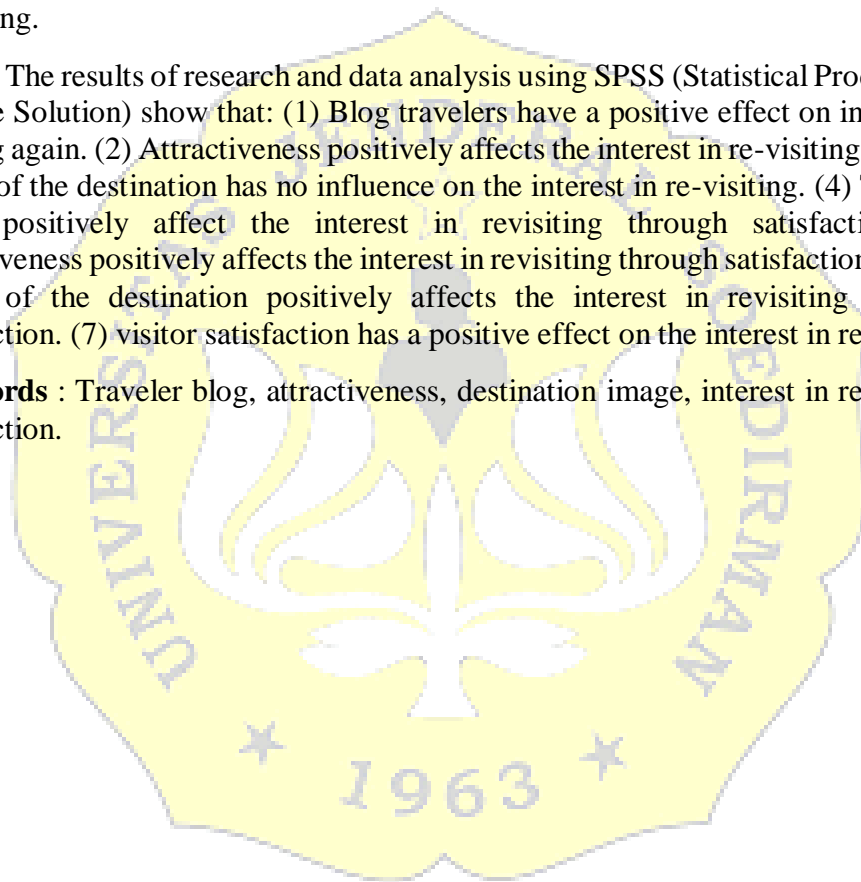 ng.
The results of research and data analysis using SPSS (Statistical Proc
e Solution) show that: (1) Blog travelers have a positive effect on in
g again. (2) Attractiveness positively affects the interest in re-visiting
of the destination has no influence on the interest in re-visiting. (4)
positively affect the interest in revisiting through satisfacti
veness positively affects the interest in revisiting through satisfaction
of the destination positively affects the interest in revisiting
ction. (7) visitor satisfaction has a positive effect on the interest in re
ords : Traveler blog, attractiveness, destination image, interest in re
ction.
UNIVERSITAS JENDERAL SOEDIRMAN
1963